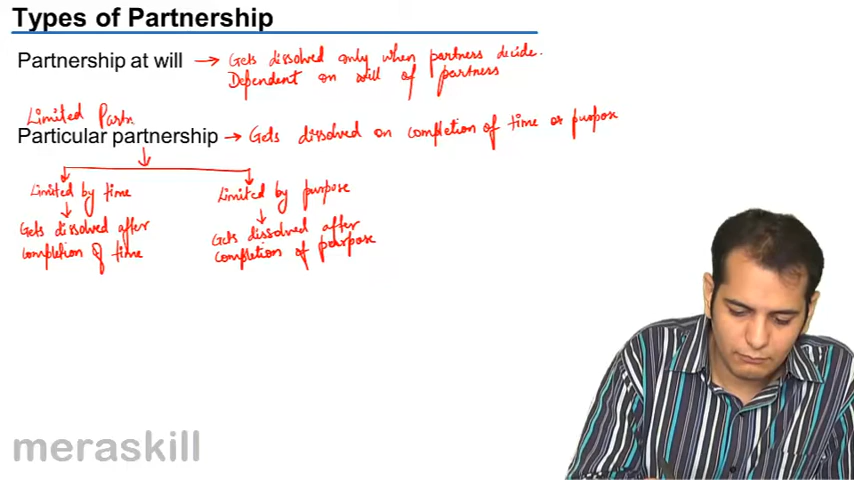 Types of Partnership
Partnership at will → Gets dissolved only when partners decide.
Dependent on will of partners
Limited Partn
Particular partnership → Gets dissolved on completion of time or purpose
Limited by time
Limited by purpose
Gets dissolved after
completion of time
Gets dissolved after
completion of purpose
meraskill